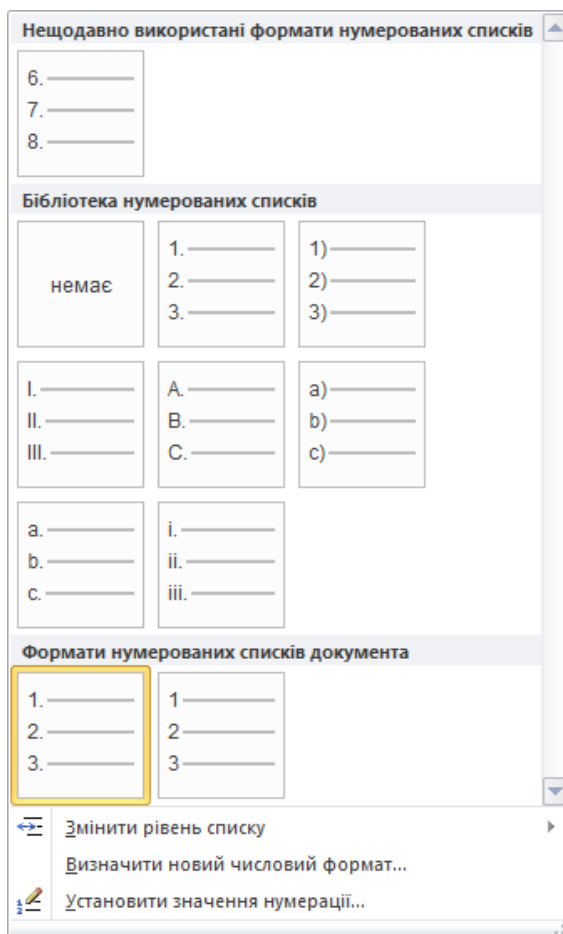 Нещодавно використані формати нумерованих списків
6.
7.
8.
Бібліотека нумерованих списків
немає
1.
2.
3.
1)
2)
3)
I.
II.
III.
A.
B.
C.
a)
b)
c)
a.
b.
c.
i.
ii.
iii.
Формати нумерованих списків документа
1.
2.
3.
1
2
3
Змінити рівень списку
Визначити новий числовий формат...
Установити значення нумерації...